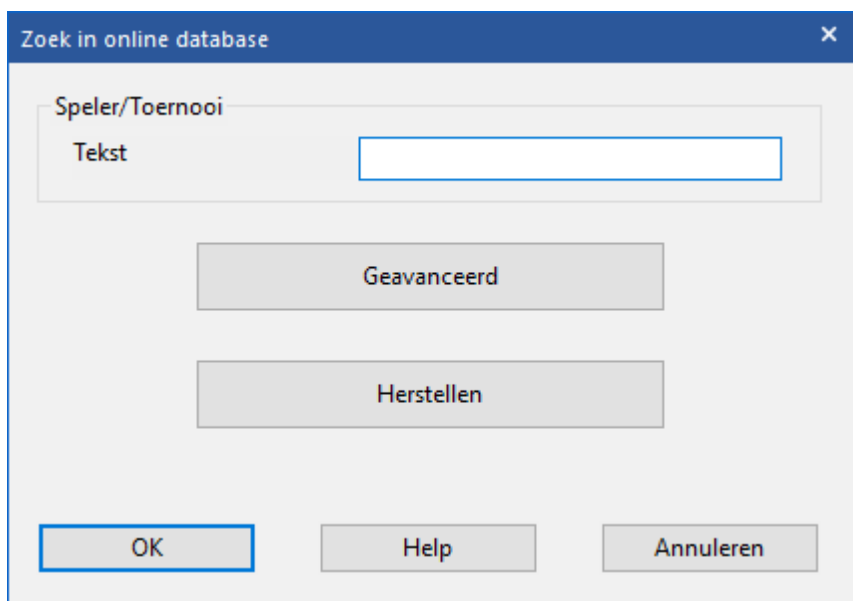 Zoek in online database
Speler/Toernooi
Tekst
Geavanceerd
Herstellen
OK Help Annuleren